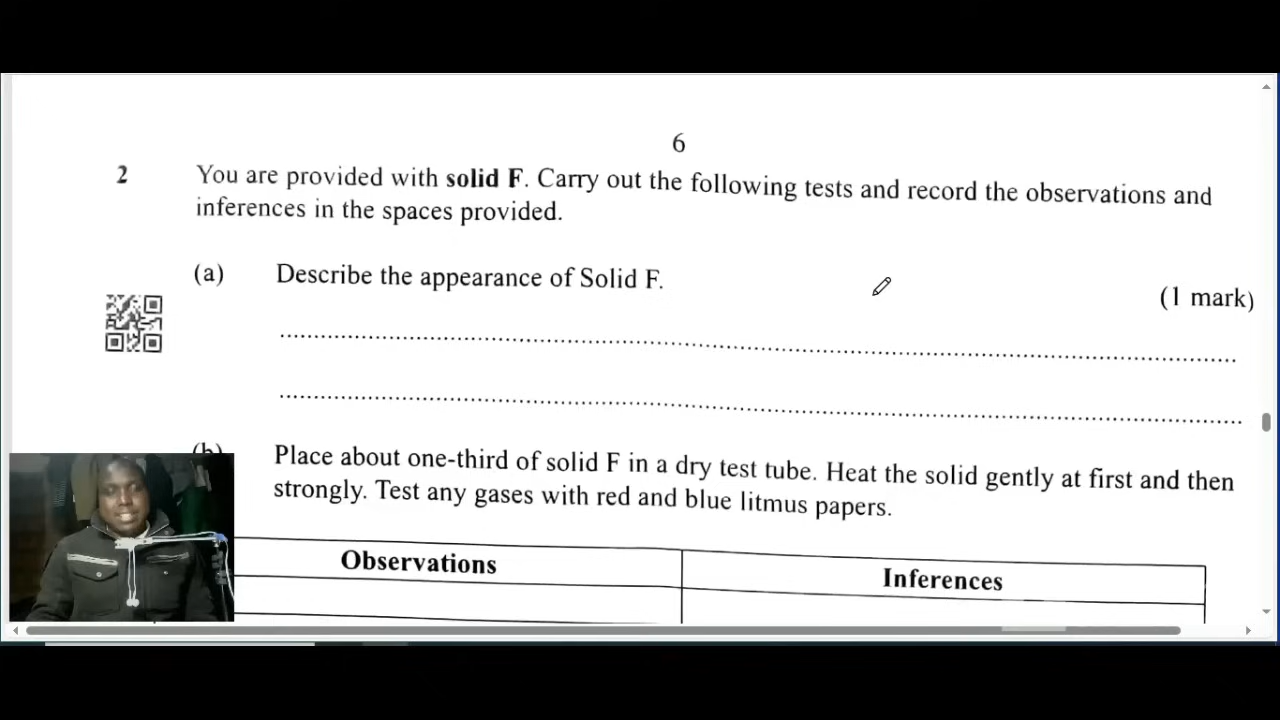 6
2 You are provided with solid F. Carry out the following tests and record the observations and
inferences in the spaces provided.
(a) Describe the appearance of Solid F.
(1 mark)
(b) Place about one-third of solid F in a dry test tube. Heat the solid gently at first and then
strongly. Test any gases with red and blue litmus papers.
Observations Inferences